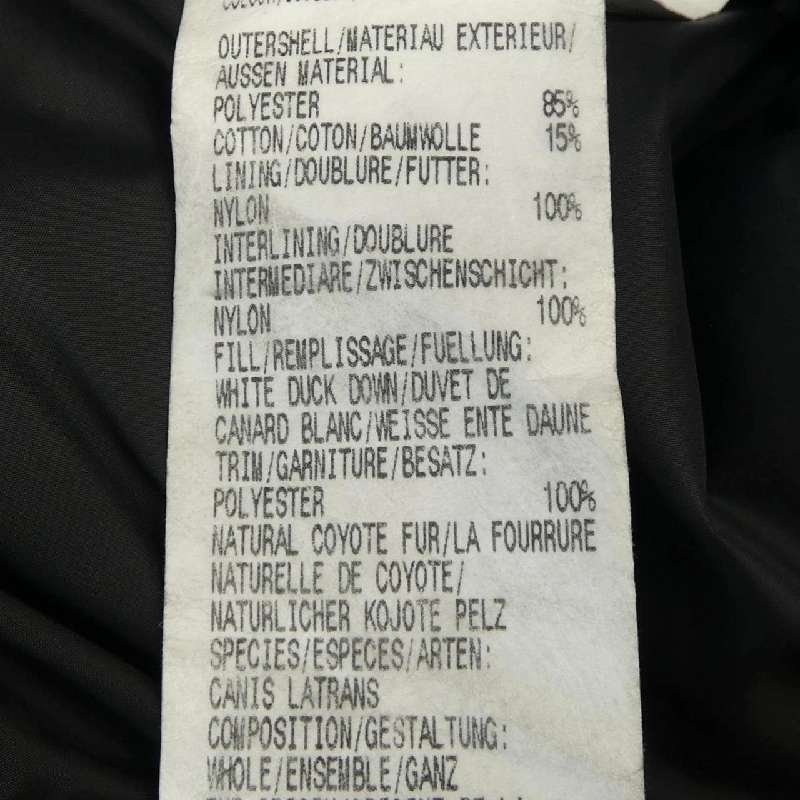 OUTERSHELL/MATERIAU EXTERIEUR/
AUSSEN MATERIAL:
POLYESTER 85%
COTTON/COTON/BAUMWOLLE 15%
LINING/DOUBLURE/FUTTER:
NYLON 100%
INTERLINING/DOUBLURE
INTERMEDIARE/ZWISCHENSCHICHT:
NYLON 100%
FILL/REMPLISSAGE/FUELLUNG:
WHITE DUCK DOWN/DUVET DE
CANARD BLANC/WEISSE ENTE DAUNE
TRIM/GARNITURE/BESATZ:
POLYESTER 100%
NATURAL COYOTE FUR/LA FOURRURE
NATURELLE DE COYOTE/
NATURLICHER KOJOTE PELZ
SPECIES/ESPECES/ARTEN:
CANIS LATRANS
COMPOSITION/GESTALTUNG:
WHOLE/ENSEMBLE/GANZ